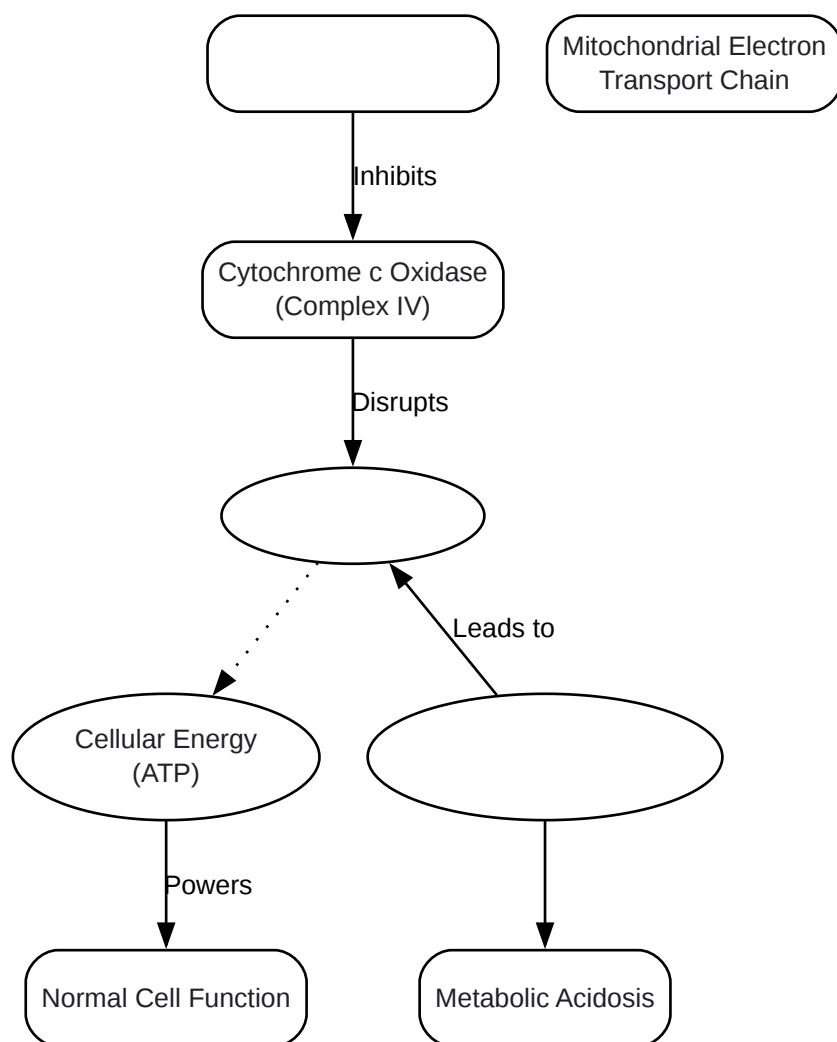 Mitochondrial Electron
Transport Chain
Inhibits
Cytochrome c Oxidase
(Complex IV)
Disrupts
Leads to
Cellular Energy
(ATP)
Powers
Normal Cell Function
Metabolic Acidosis